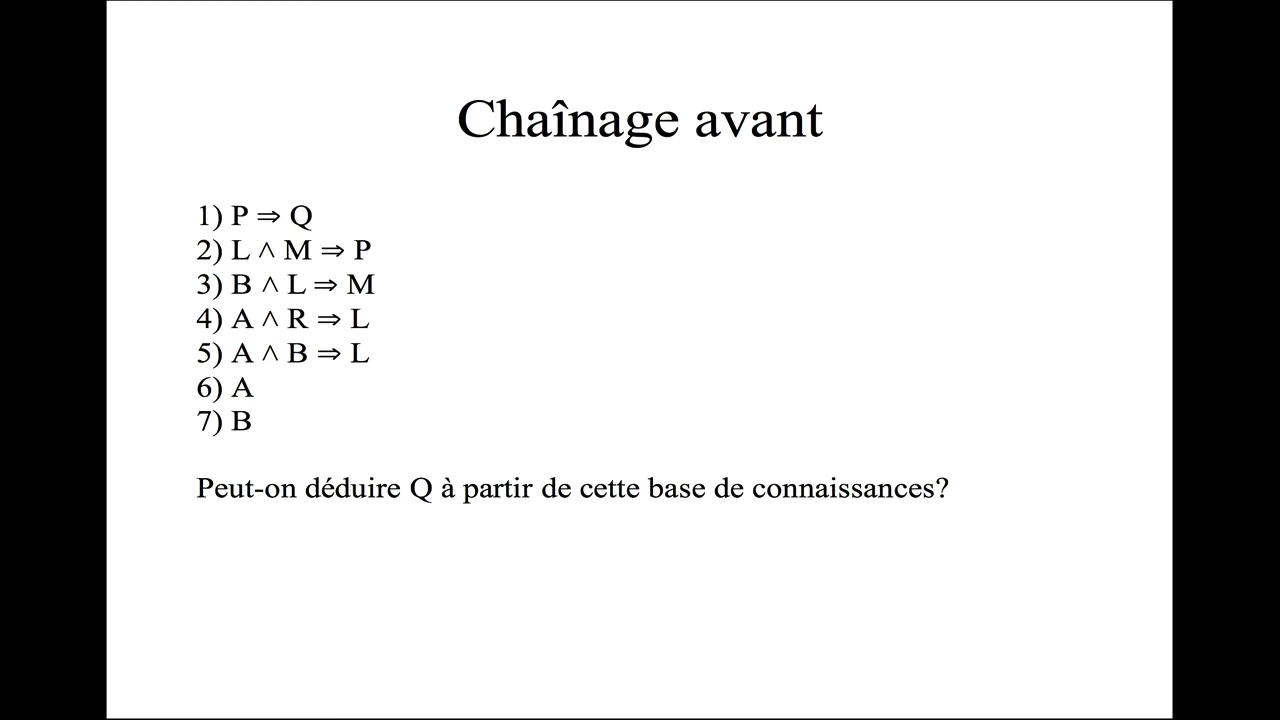 Chaînage avant
1) P ⇒ Q
2) L ∧ M ⇒ P
3) B ∧ L ⇒ M
4) A ∧ R ⇒ L
5) A ∧ B ⇒ L
6) A
7) B
Peut-on déduire Q à partir de cette base de connaissances?